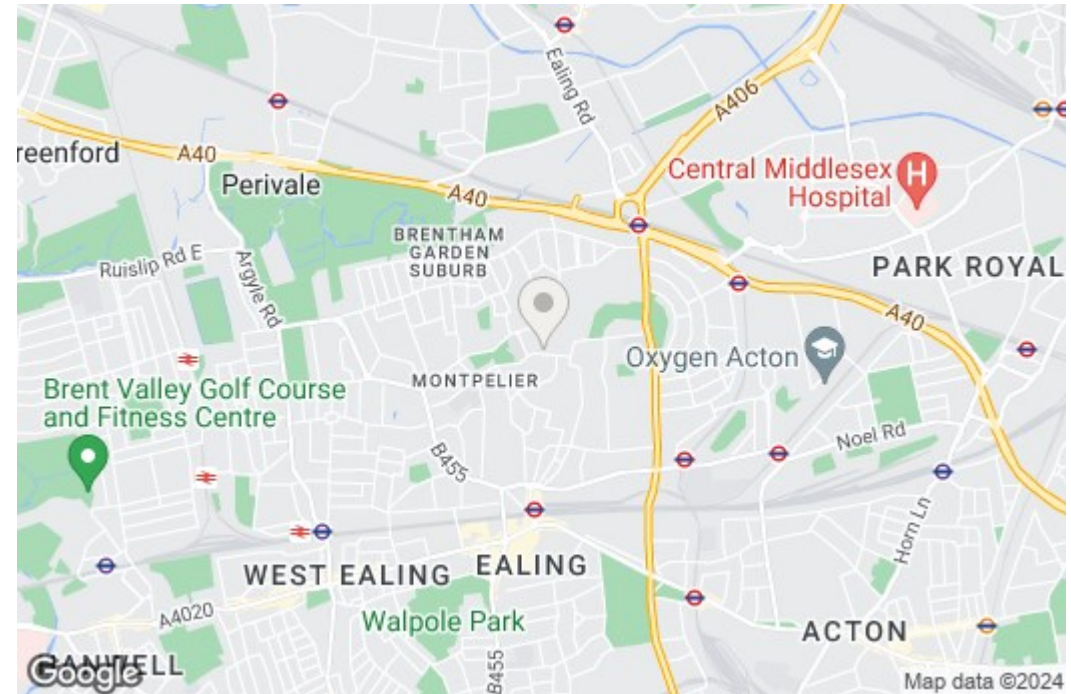 Ealing Rd
A406
reenford
A40
Perivale
A40
Central Middlesex
Hospital
H
BRENTHAM
GARDEN
SUBURB
Ruislip Rd E
Argyle Rd
PARK ROYAL
A40
Oxygen Acton
MONTPELIER
Brent Valley Golf Course
and Fitness Centre
B455
Noel Rd
Horn Ln
WEST EALING
EALING
A4020
Walpole Park
ACTON
B455
HANWELL
Google
Map data ©2024